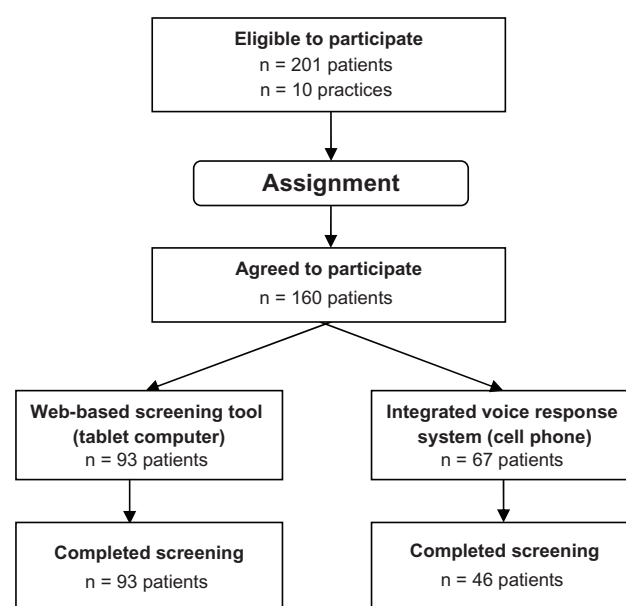 Eligible to participate
n = 201 patients
n = 10 practices
Assignment
Agreed to participate
n = 160 patients
Web-based screening tool
(tablet computer)
n = 93 patients
Integrated voice response
system (cell phone)
n = 67 patients
Completed screening
n = 93 patients
Completed screening
n = 46 patients